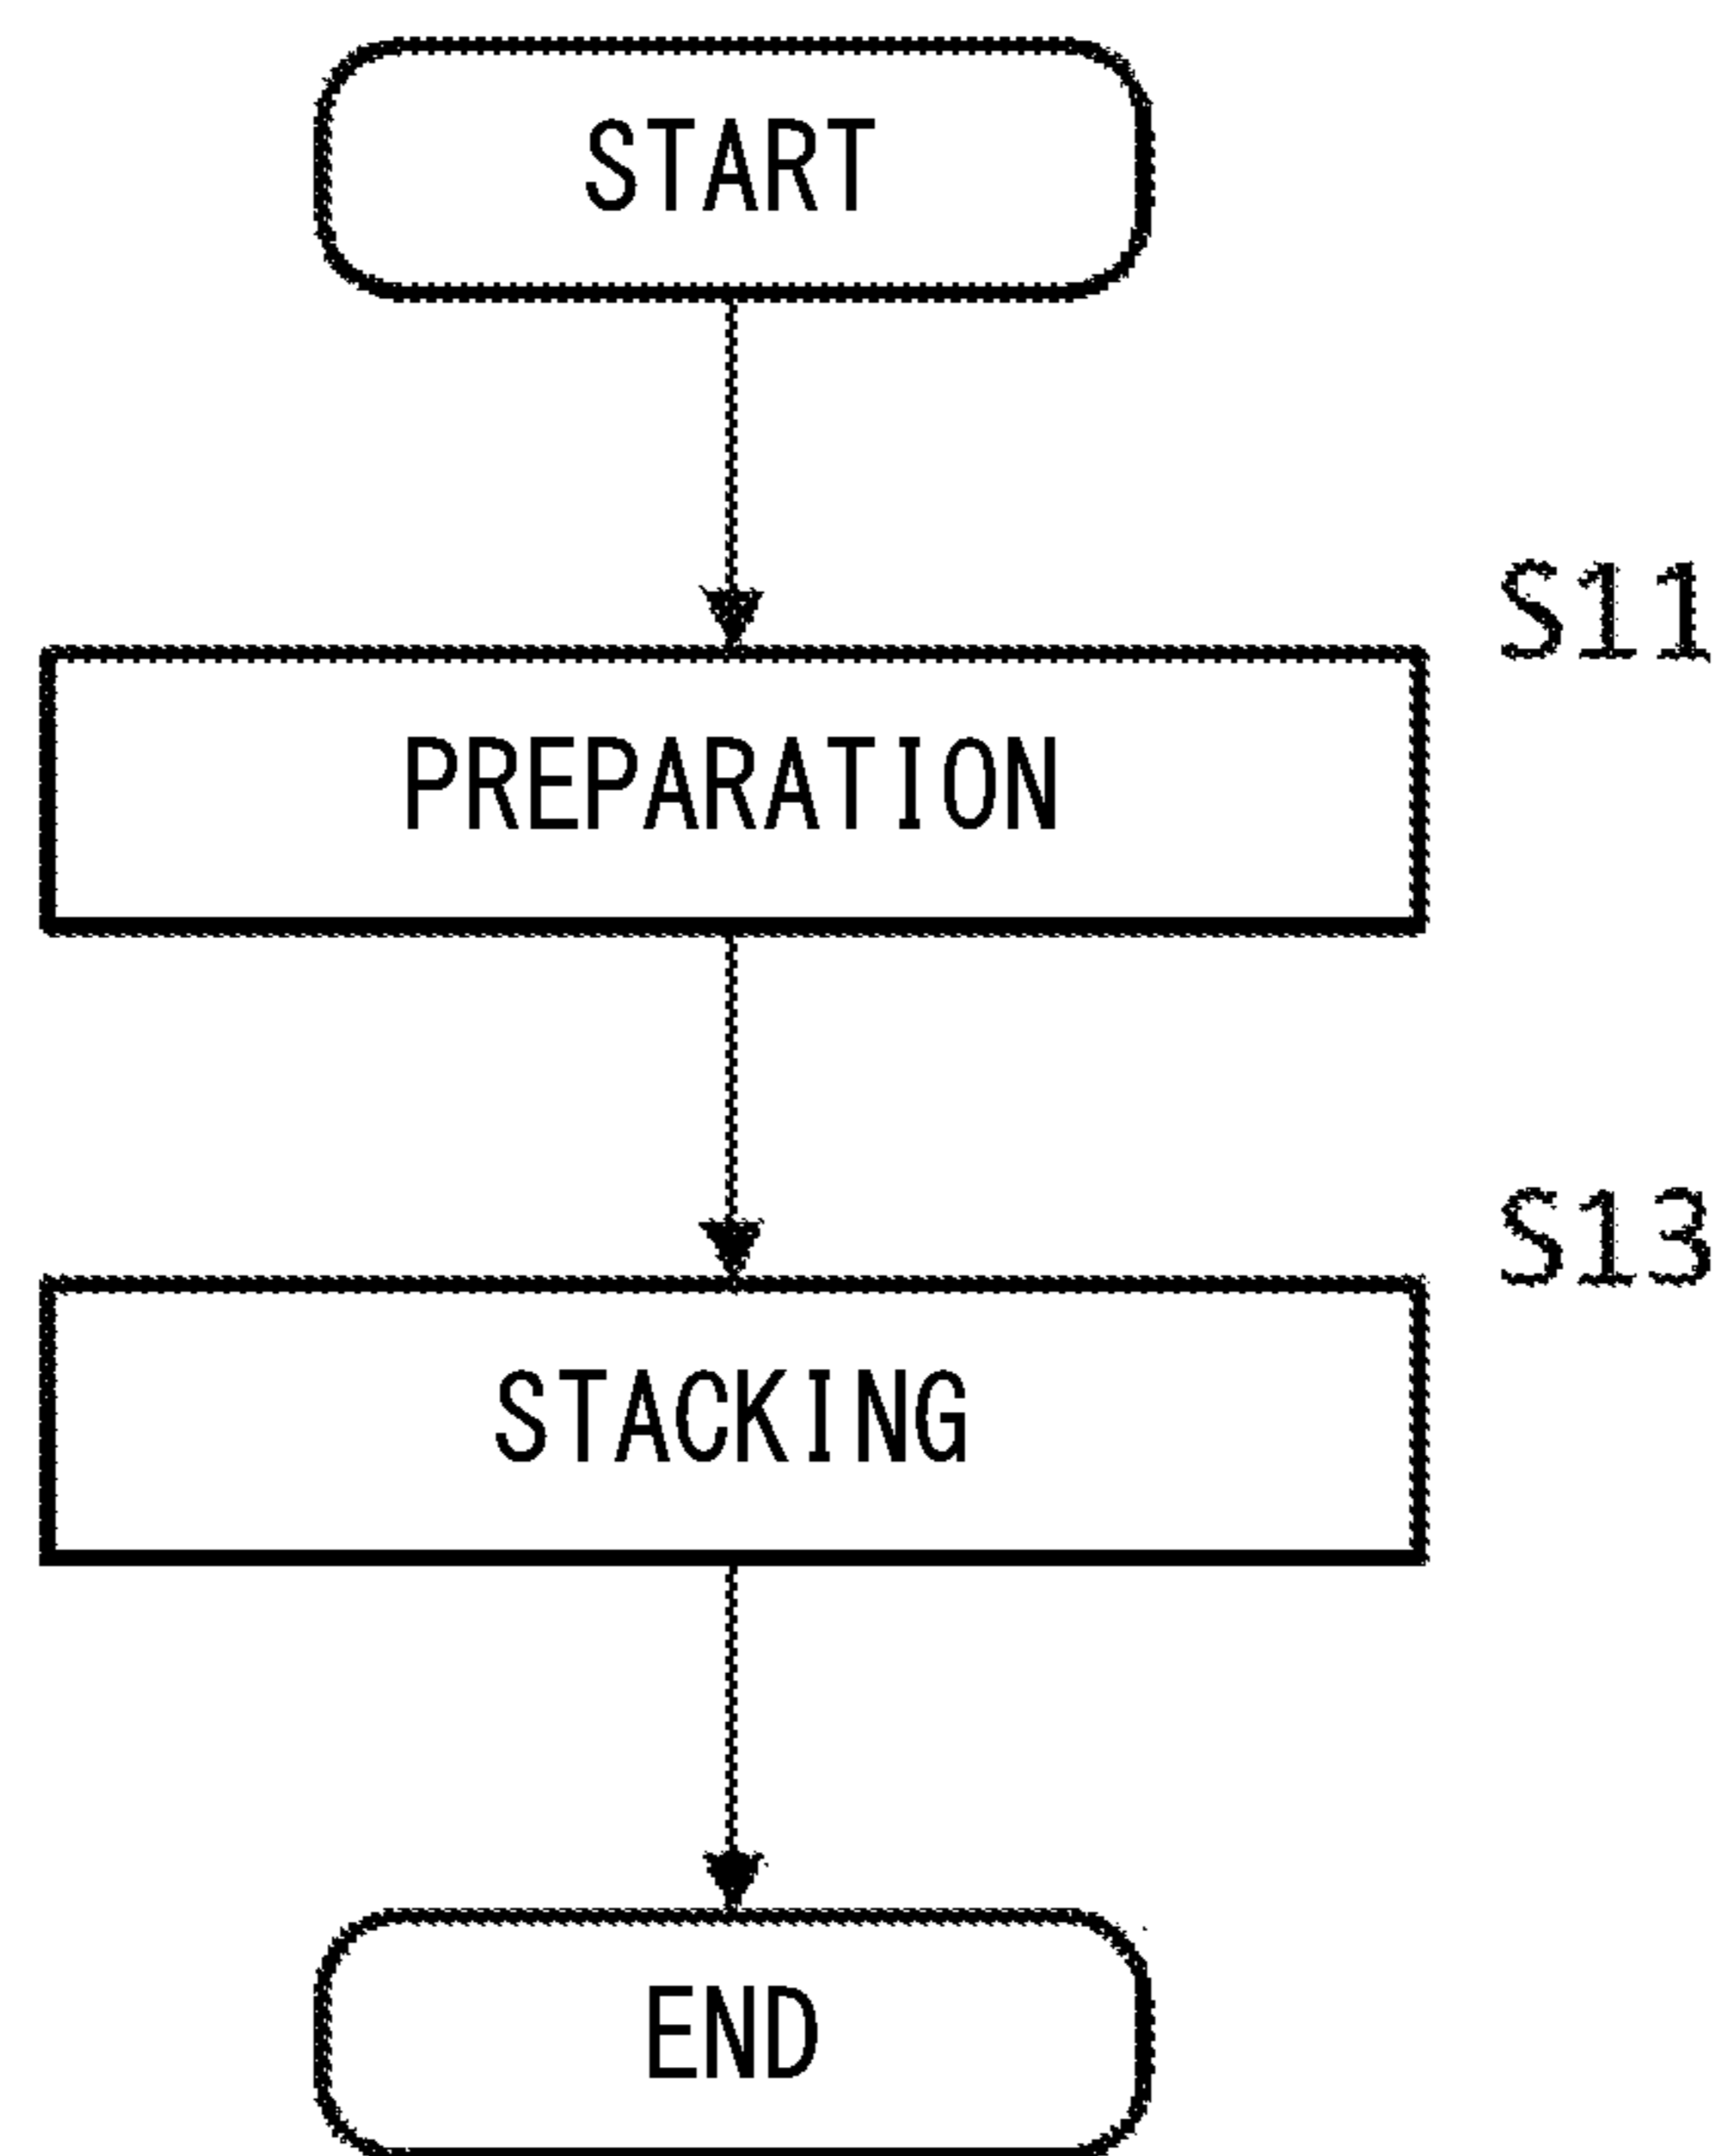 START
S11
PREPARATION
S13
STACKING
END